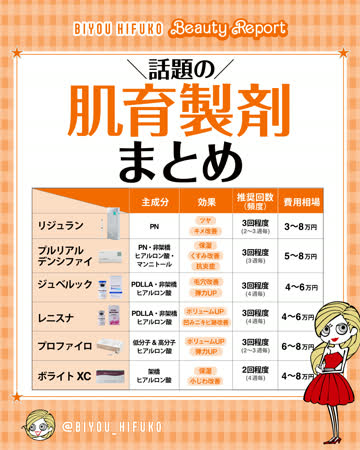 BIYOU HIFUKO Beauty Report
話題の
肌育製剤
まとめ
主成分 効果 推奨回数 費用相場
(頻度)
リジュラン PN ツヤ キメ改善 3回程度 (2〜3週毎) 3〜8万円
プルリアル デンシファイ PN・非架橋 ヒアルロン酸・マンニトール 保湿 くすみ改善 抗炎症 3回程度 (3週毎) 5〜8万円
ジュベルック PDLLA・非架橋 ヒアルロン酸 毛穴改善 弾力UP 3回程度 (4週毎) 4〜6万円
レニスナ PDLLA・非架橋 ヒアルロン酸 ボリュームUP 凹みニキビ跡改善 3回程度 (4週毎) 4〜6万円
プロファイロ 低分子&高分子 ヒアルロン酸 ボリュームUP 弾力UP 3回程度 (2〜3週毎) 6〜8万円
ボライト XC 架橋 ヒアルロン酸 保湿 小じわ改善 2回程度 (4週毎) 4〜8万円
@BIYOU_HIFUKO